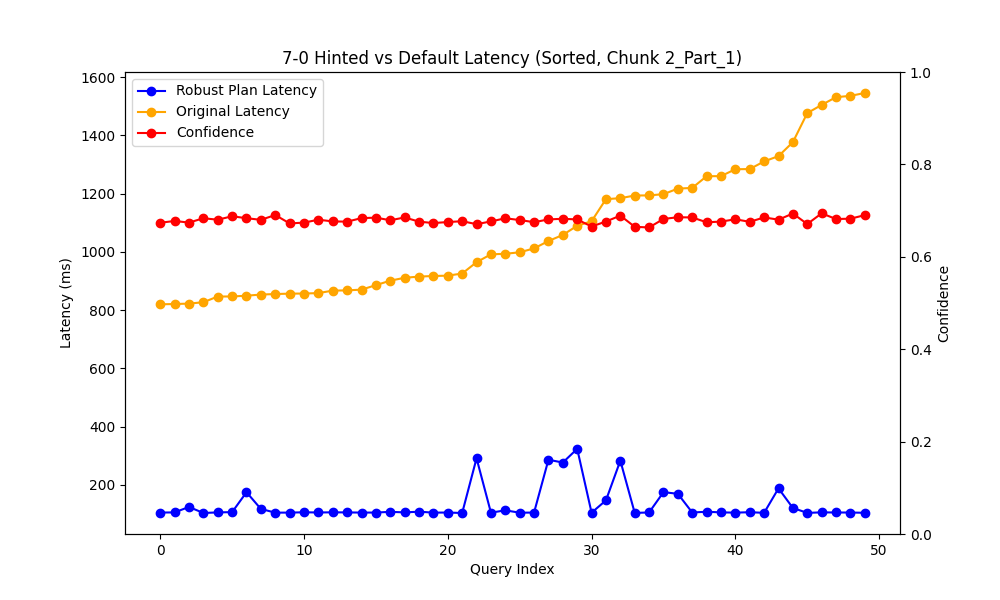 7-0 Hinted vs Default Latency (Sorted, Chunk 2_Part_1)
Robust Plan Latency
Original Latency
Confidence
Latency (ms)
1600
1400
1200
1000
800
600
400
200
1.0
0.8
0.6
0.4
0.2
0.0
Confidence
0 10 20 30 40 50
Query Index